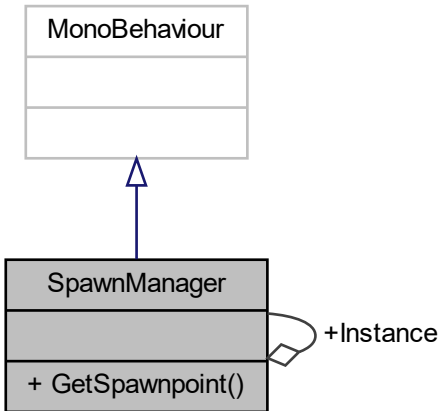 MonoBehaviour
SpawnManager
+Instance
+ GetSpawnpoint()